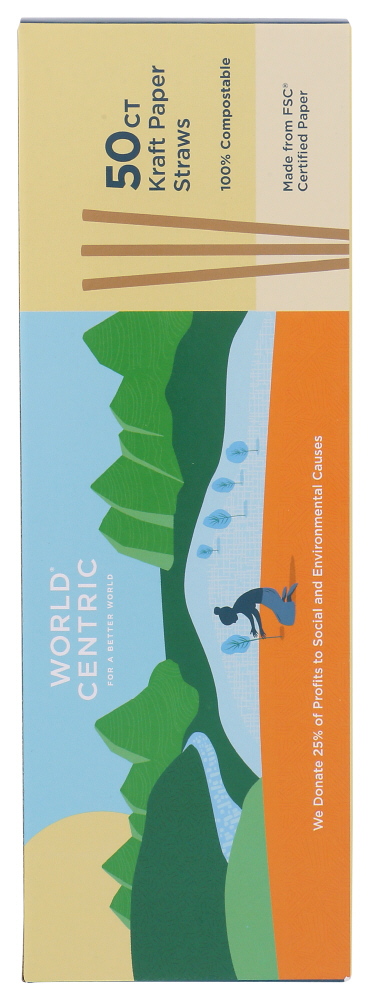 WORLD®
CENTRIC
FOR A BETTER WORLD
50CT
Kraft Paper
Straws
100% Compostable
Made from FSC®
Certified Paper
We Donate 25% of Profits to Social and Environmental Causes